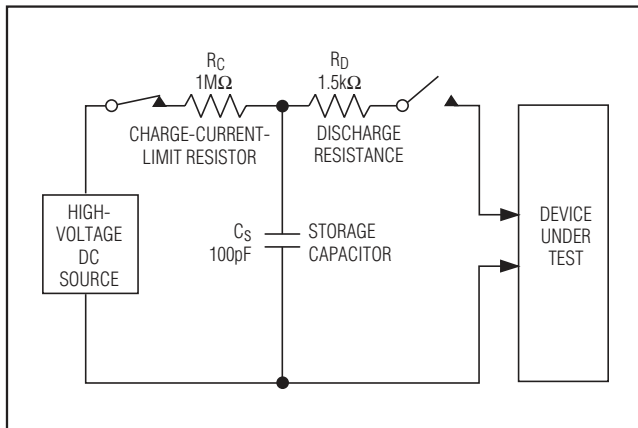 R_C
1MΩ
CHARGE-CURRENT-
LIMIT RESISTOR
R_D
1.5kΩ
DISCHARGE
RESISTANCE
HIGH-
VOLTAGE
DC
SOURCE
C_S
100pF
STORAGE
CAPACITOR
DEVICE
UNDER
TEST